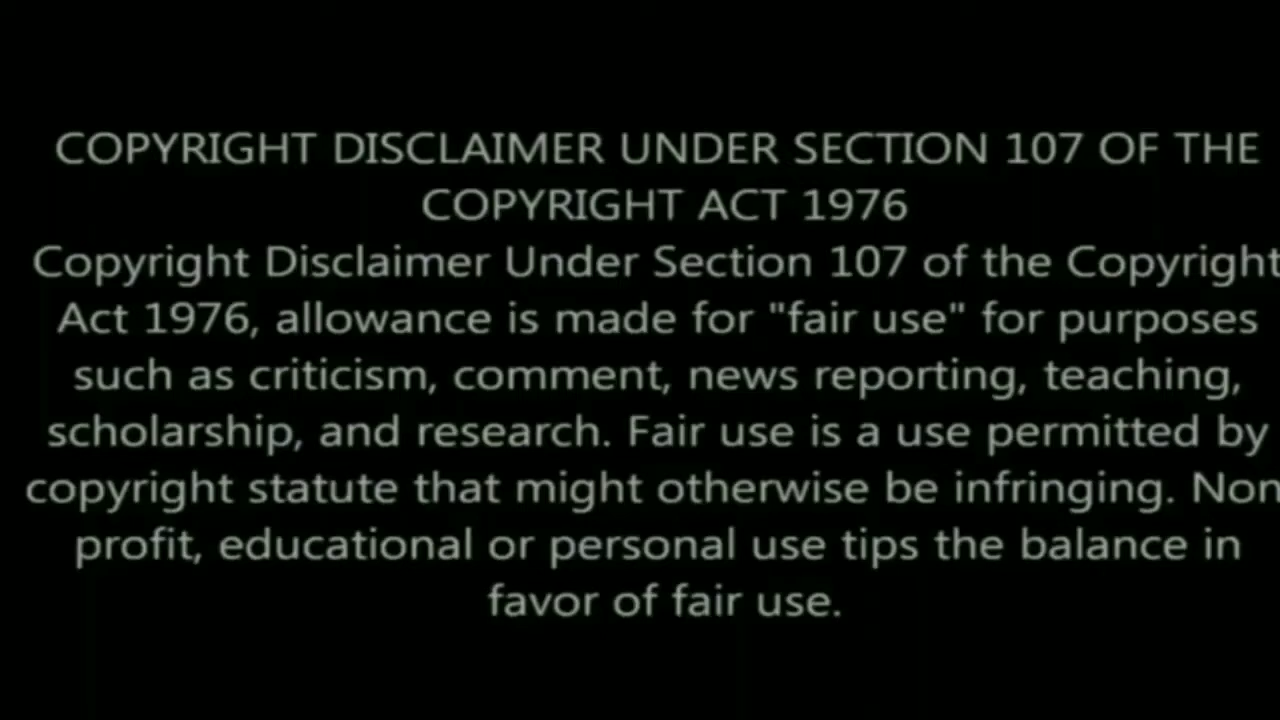 COPYRIGHT DISCLAIMER UNDER SECTION 107 OF THE
COPYRIGHT ACT 1976
Copyright Disclaimer Under Section 107 of the Copyright
Act 1976, allowance is made for "fair use" for purposes
such as criticism, comment, news reporting, teaching,
scholarship, and research. Fair use is a use permitted by
copyright statute that might otherwise be infringing. Non
profit, educational or personal use tips the balance in
favor of fair use.